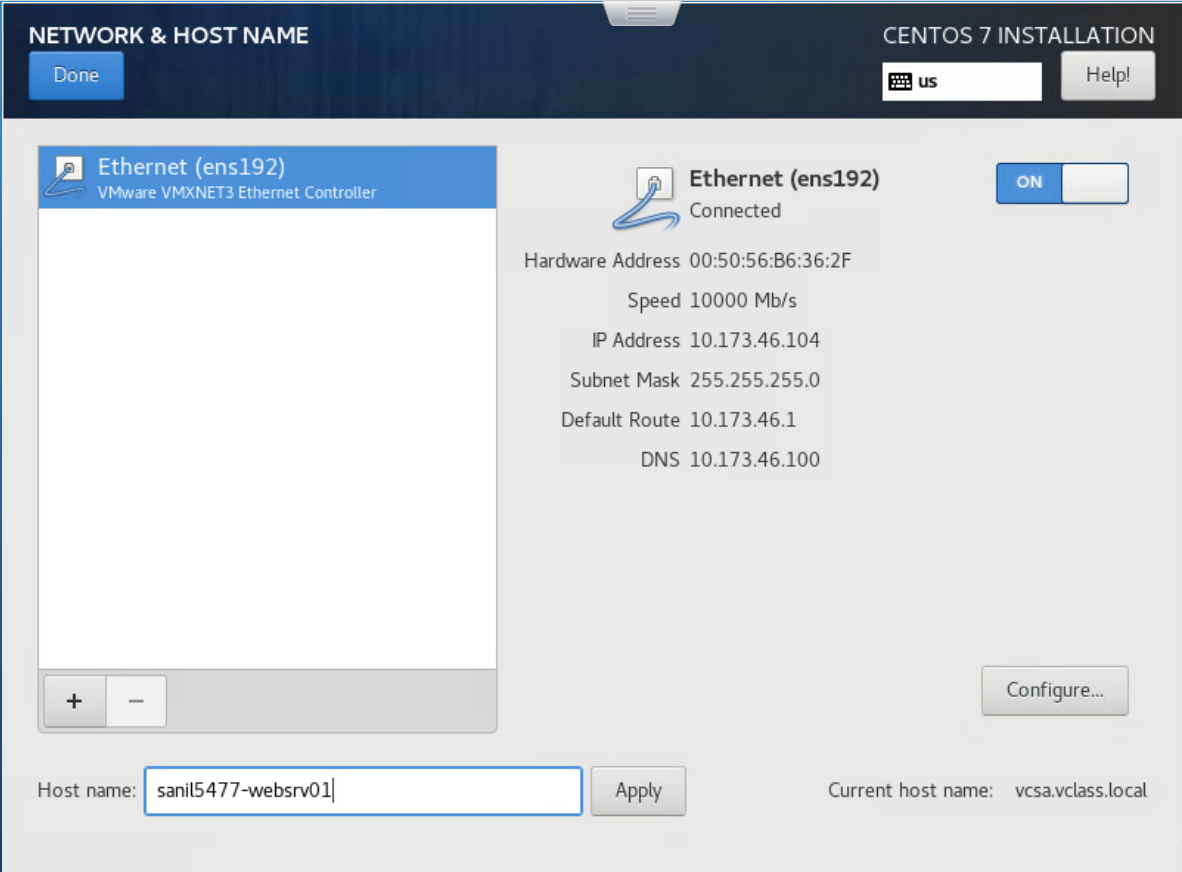 NETWORK & HOST NAME
CENTOS 7 INSTALLATION
Done
us
Help!
Ethernet (ens192)
VMware VMXNET3 Ethernet Controller
Ethernet (ens192)
Connected
ON
Hardware Address 00:50:56:B6:36:2F
Speed 10000 Mb/s
IP Address 10.173.46.104
Subnet Mask 255.255.255.0
Default Route 10.173.46.1
DNS 10.173.46.100
+ −
Configure...
Host name: sanil5477-websrv01 Apply Current host name: vcsa.vclass.local